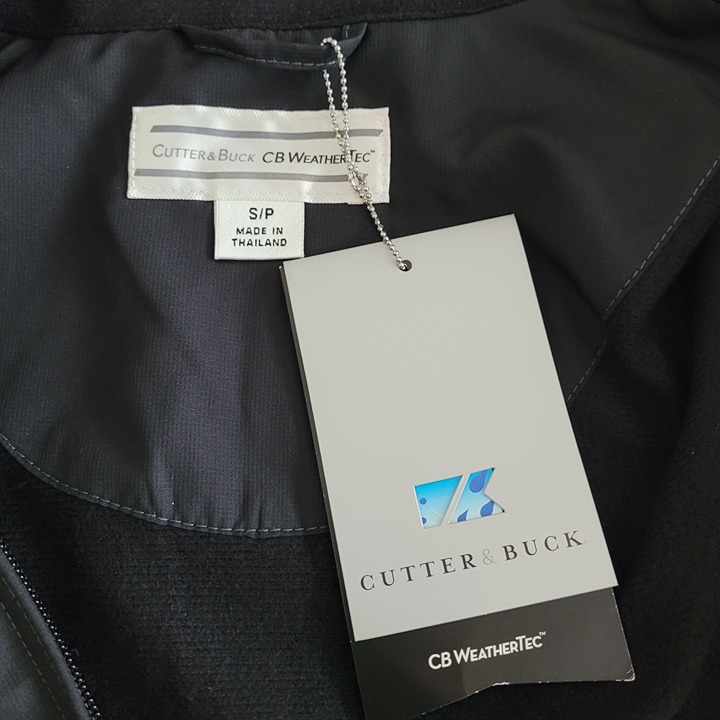 CUTTER & BUCK CB WEATHERTEC™
S/P
MADE IN
THAILAND
CUTTER & BUCK
CB WEATHERTEC™